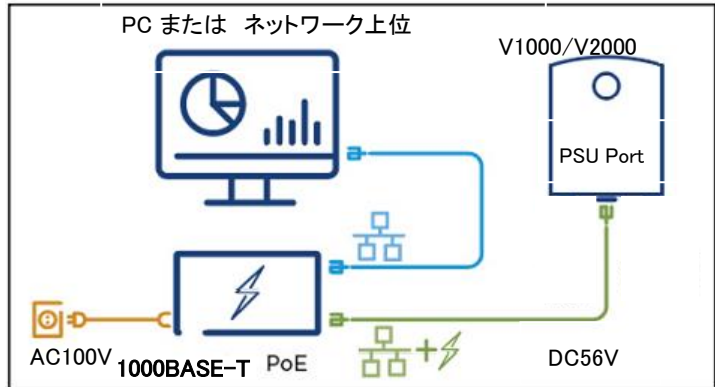 PC または ネットワーク上位
V1000/V2000
PSU Port
AC100V
1000BASE-T
PoE
DC56V